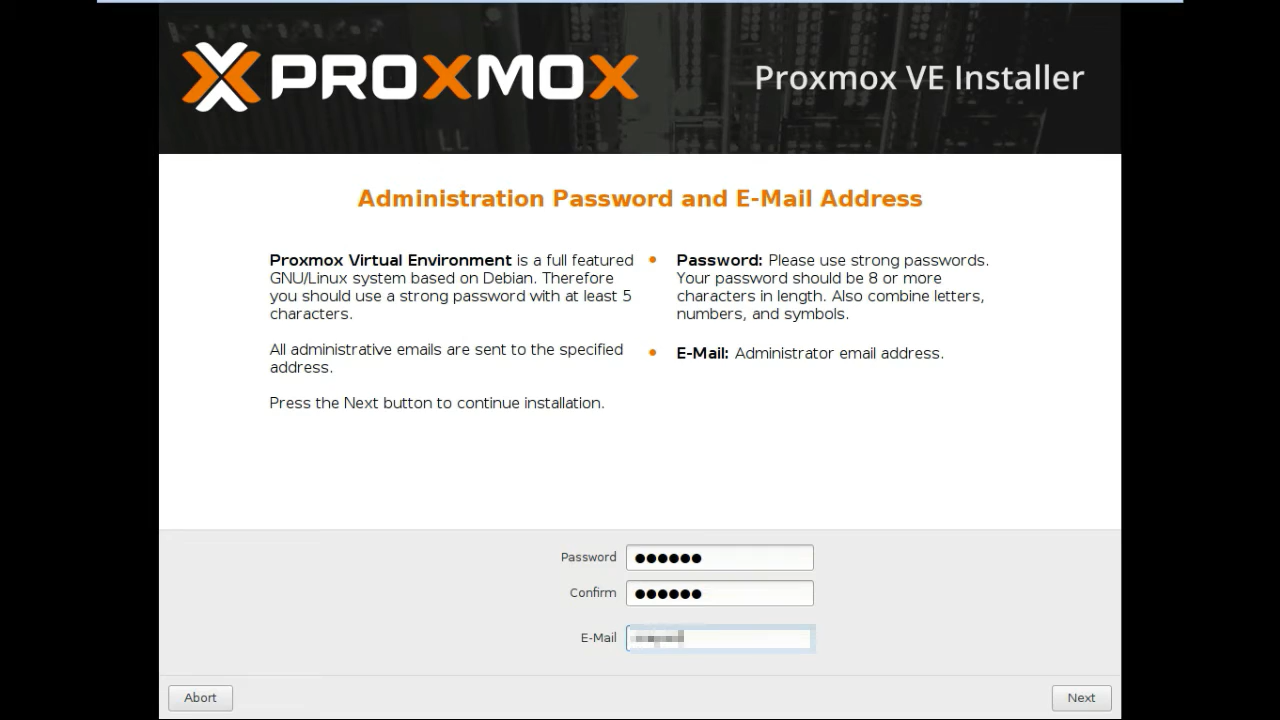 PROXMOX
Proxmox VE Installer
Administration Password and E-Mail Address
Proxmox Virtual Environment is a full featured
GNU/Linux system based on Debian. Therefore
you should use a strong password with at least 5
characters.
All administrative emails are sent to the specified
address.
Press the Next button to continue installation.
Password: Please use strong passwords.
Your password should be 8 or more
characters in length. Also combine letters,
numbers, and symbols.
E-Mail: Administrator email address.
Password ●●●●●●
Confirm ●●●●●●
E-Mail
Abort
Next